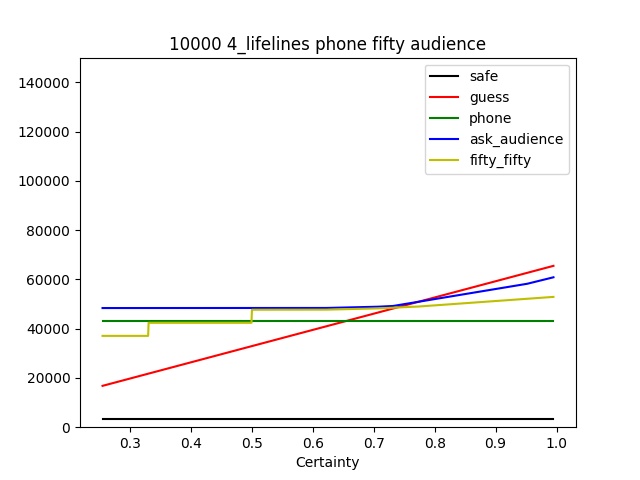 10000 4_lifelines phone fifty audience
safe
guess
phone
ask_audience
fifty_fifty
140000
120000
100000
80000
60000
40000
20000
0
0.3 0.4 0.5 0.6 0.7 0.8 0.9 1.0
Certainty